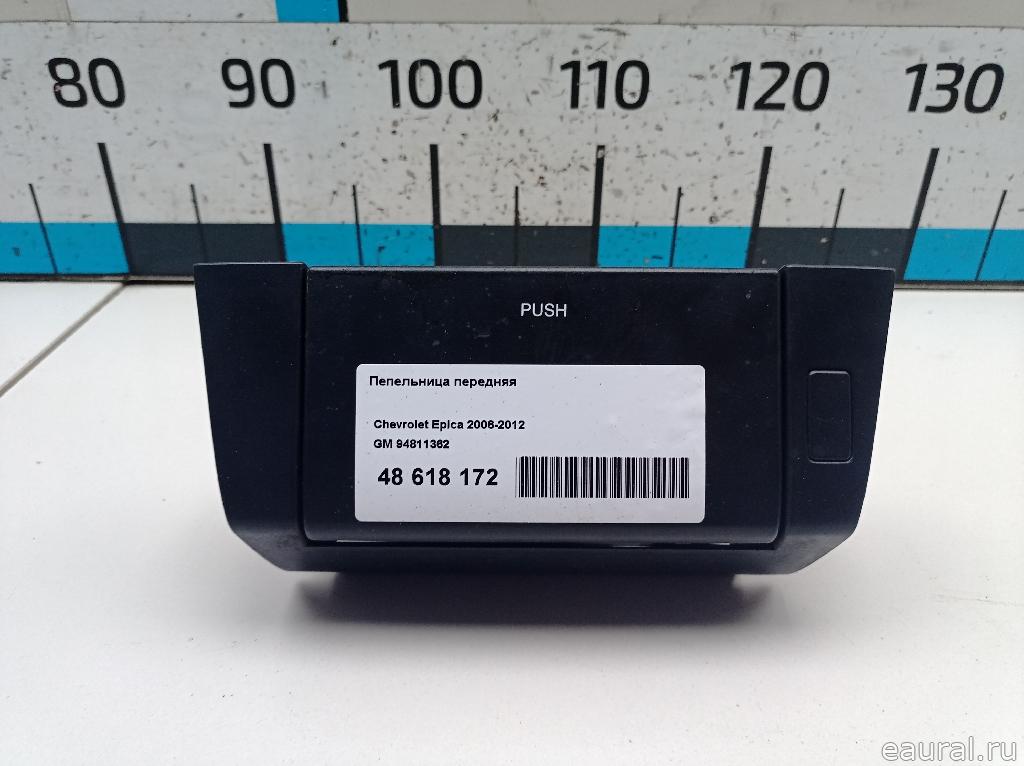 80 90 100 110 120 130
PUSH
Пепельница передняя
Chevrolet Epica 2006-2012
GM 94811362
48 618 172
eaural.ru